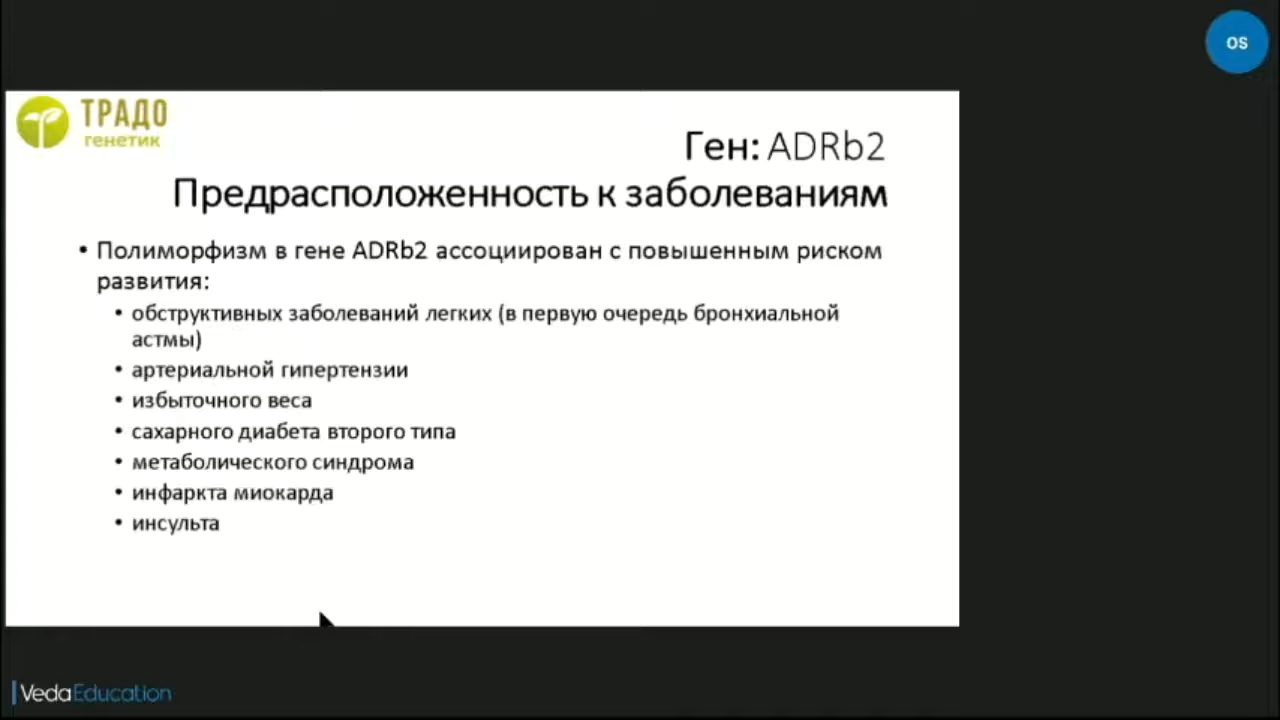 OS
ТРАДО
генетик
Ген: ADRb2
Предрасположенность к заболеваниям
• Полиморфизм в гене ADRb2 ассоциирован с повышенным риском
развития:
• обструктивных заболеваний легких (в первую очередь бронхиальной
астмы)
• артериальной гипертензии
• избыточного веса
• сахарного диабета второго типа
• метаболического синдрома
• инфаркта миокарда
• инсульта
VedaEducation